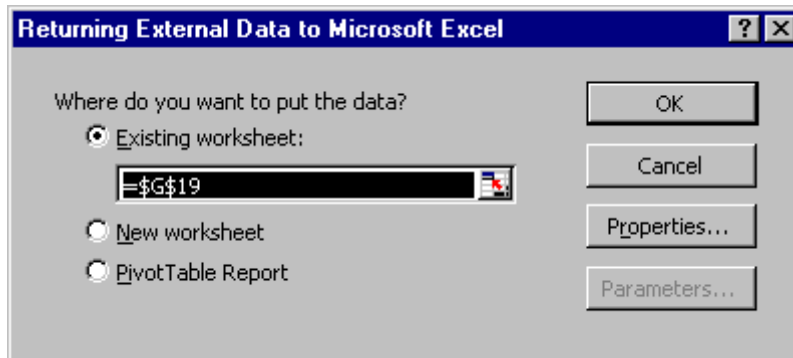 Returning External Data to Microsoft Excel
Where do you want to put the data?
Existing worksheet:
=$G$19
New worksheet
PivotTable Report
OK
Cancel
Properties...
Parameters...